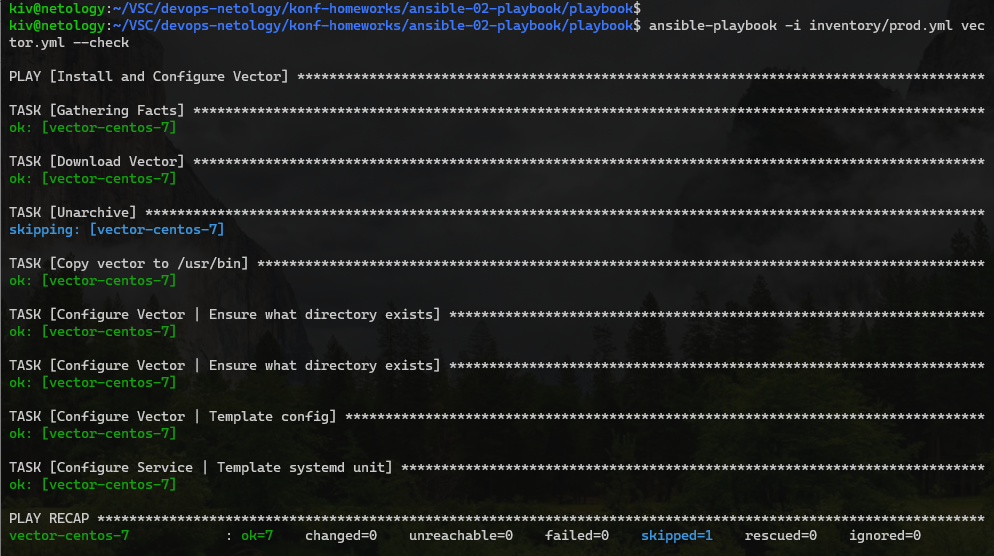 kiv@netology:~/VSC/devops-netology/konf-homeworks/ansible-02-playbook/playbook$
kiv@netology:~/VSC/devops-netology/konf-homeworks/ansible-02-playbook/playbook$ ansible-playbook -i inventory/prod.yml vec
tor.yml --check
PLAY [Install and Configure Vector] **************************************************************************************
TASK [Gathering Facts] ***************************************************************************************************
ok: [vector-centos-7]
TASK [Download Vector] ***************************************************************************************************
ok: [vector-centos-7]
TASK [Unarchive] *********************************************************************************************************
skipping: [vector-centos-7]
TASK [Copy vector to /usr/bin] *******************************************************************************************
ok: [vector-centos-7]
TASK [Configure Vector | Ensure what directory exists] *******************************************************************
ok: [vector-centos-7]
TASK [Configure Vector | Ensure what directory exists] *******************************************************************
ok: [vector-centos-7]
TASK [Configure Vector | Template config] ********************************************************************************
ok: [vector-centos-7]
TASK [Configure Service | Template systemd unit] *************************************************************************
ok: [vector-centos-7]
PLAY RECAP ***************************************************************************************************************
vector-centos-7            : ok=7    changed=0    unreachable=0    failed=0    skipped=1    rescued=0    ignored=0